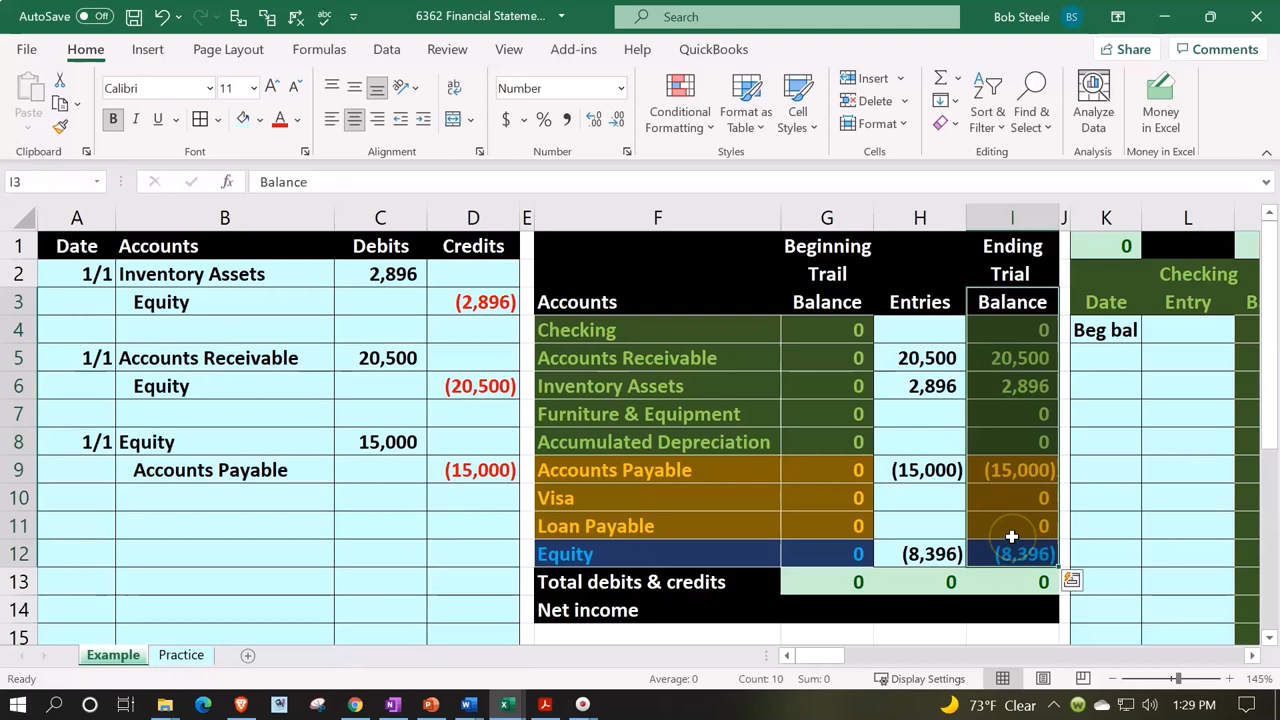 AutoSave Off 6362 Financial Stateme... Search Bob Steele BS
File Home Insert Page Layout Formulas Data Review View Add-ins Help QuickBooks Share Comments
Paste
Calibri 11
B I U
Number
$ % ,
Conditional Formatting
Format as Table
Cell Styles
Insert
Delete
Format
Sort & Filter
Find & Select
Analyze Data
Money in Excel
Clipboard Font Alignment Number Styles Cells Editing Analysis Money in Excel
I3 fx Balance
A B C D E F G H I J K L
1 Date Accounts Debits Credits Beginning Ending 0
2 1/1 Inventory Assets 2,896 Trail Trial Checking
3 Equity (2,896) Accounts Balance Entries Balance Date Entry B
4 Checking 0 0 Beg bal
5 1/1 Accounts Receivable 20,500 Accounts Receivable 0 20,500 20,500
6 Equity (20,500) Inventory Assets 0 2,896 2,896
7 Furniture & Equipment 0 0
8 1/1 Equity 15,000 Accumulated Depreciation 0 0
9 Accounts Payable (15,000) Accounts Payable 0 (15,000) (15,000)
10 Visa 0 0
11 Loan Payable 0 0
12 Equity 0 (8,396) (8,396)
13 Total debits & credits 0 0 0
14 Net income
15
Example Practice
Ready Average: 0 Count: 10 Sum: 0 Display Settings 145%
73°F Clear 1:29 PM